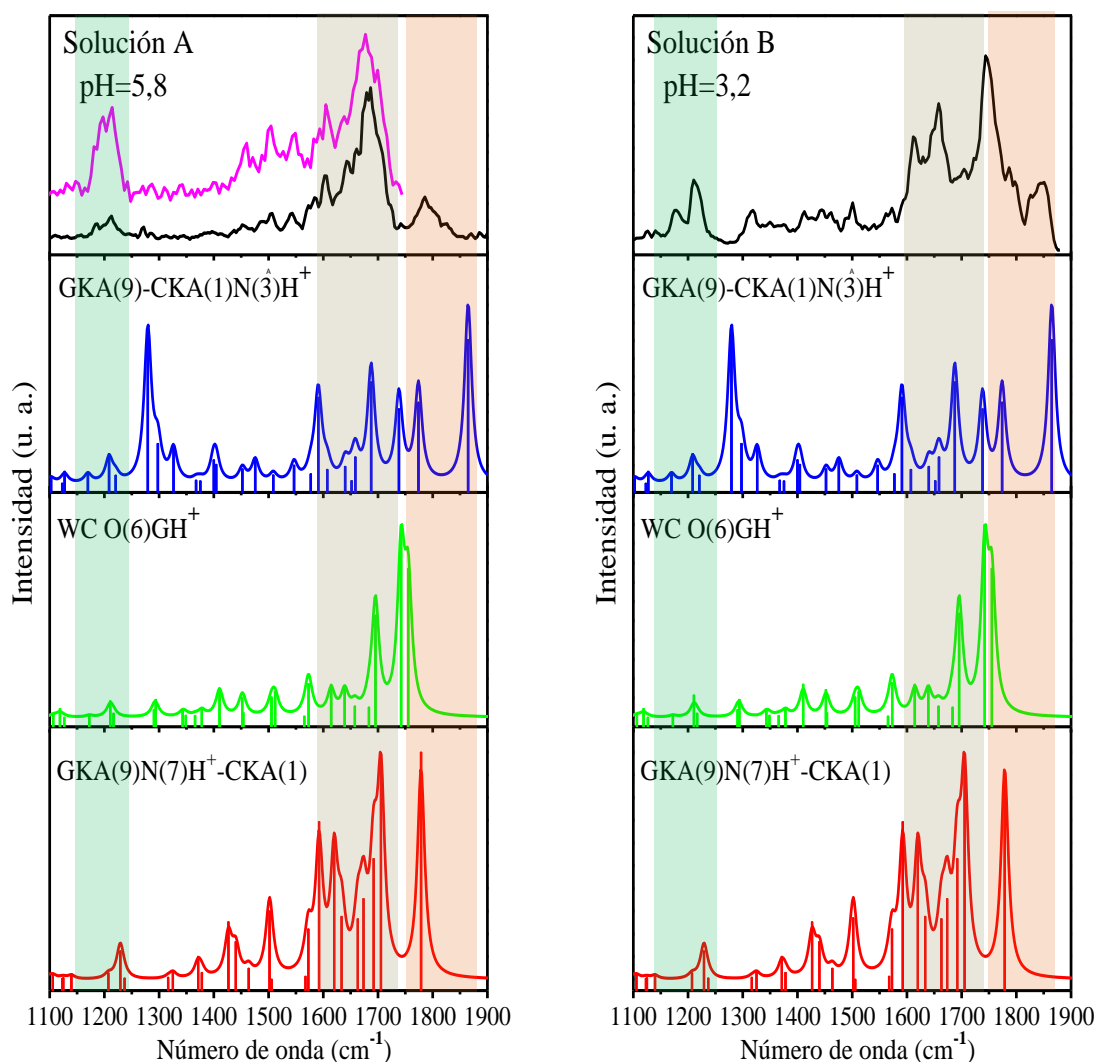 Solución A
pH=5,8
GKA(9)-CKA(1)N(3)H+
WC O(6)GH+
GKA(9)N(7)H+-CKA(1)
Intensidad (u. a.)
1100 1200 1300 1400 1500 1600 1700 1800 1900
Número de onda (cm-1)
Solución B
pH=3,2
GKA(9)-CKA(1)N(3)H+
WC O(6)GH+
GKA(9)N(7)H+-CKA(1)
Intensidad (u. a.)
1100 1200 1300 1400 1500 1600 1700 1800 1900
Número de onda (cm-1)